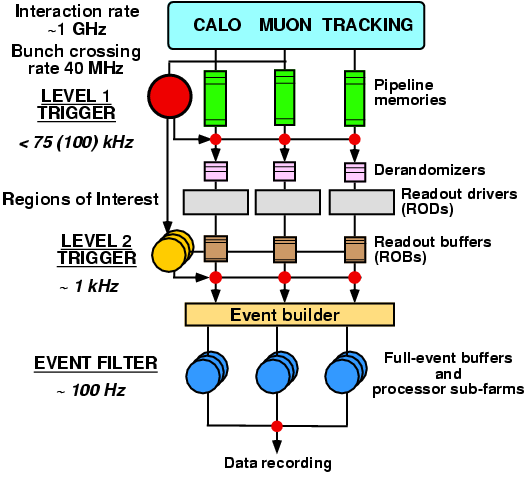 Interaction rate
~1 GHz
CALO MUON TRACKING
Bunch crossing
rate 40 MHz
LEVEL 1
TRIGGER
Pipeline
memories
< 75 (100) kHz
Derandomizers
Regions of Interest
Readout drivers
(RODs)
LEVEL 2
TRIGGER
Readout buffers
(ROBs)
~ 1 kHz
Event builder
EVENT FILTER
~ 100 Hz
Full-event buffers
and
processor sub-farms
Data recording